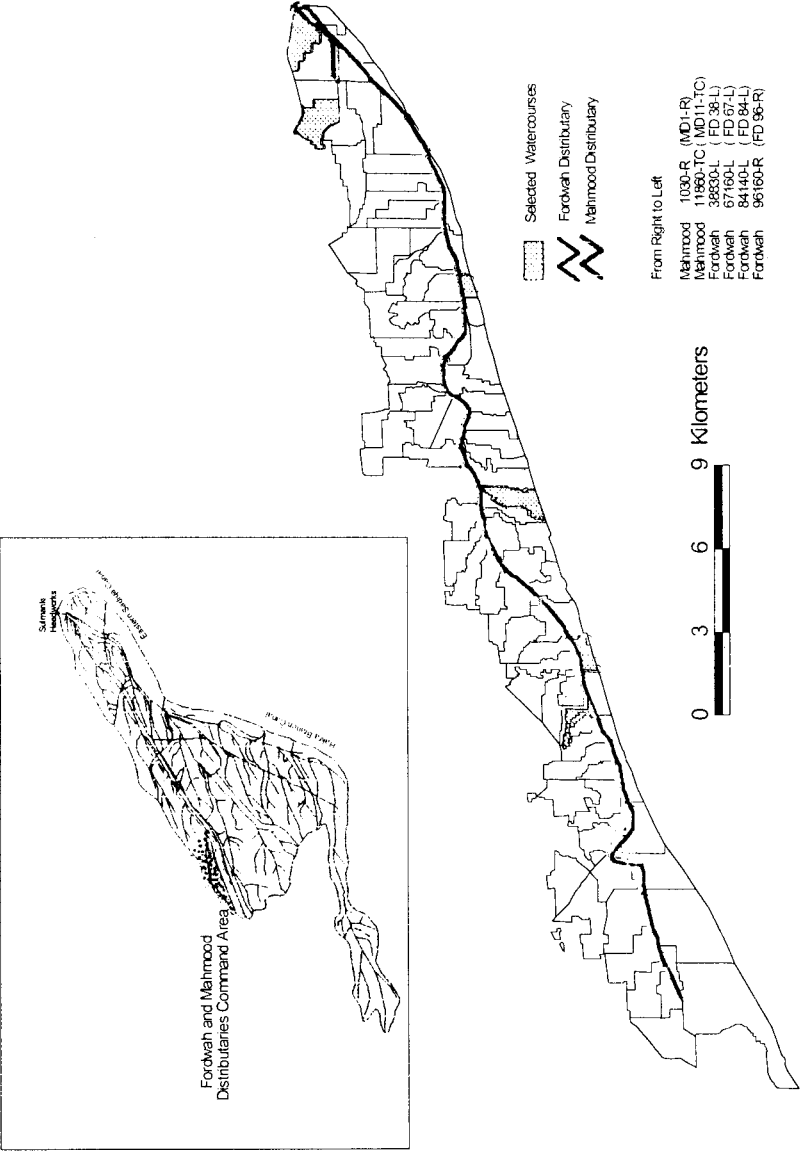 Sulmanki
Headworks
Eastern Sadiqia Canal
Hakra Branch Canal
Fordwah and Mahmood
Distributaries Command Area
Selected Watercourses
Fordwah Distributary
Mahmood Distributary
From Right to Left
Mahmood 1030-R (MD1-R)
Mahmood 11860-TC ( MD11-TC)
Fordwah 38830-L ( FD 38-L)
Fordwah 67160-L ( FD 67-L)
Fordwah 84140-L ( FD 84-L)
Fordwah 96160-R (FD 96-R)
0 3 6 9 Kilometers